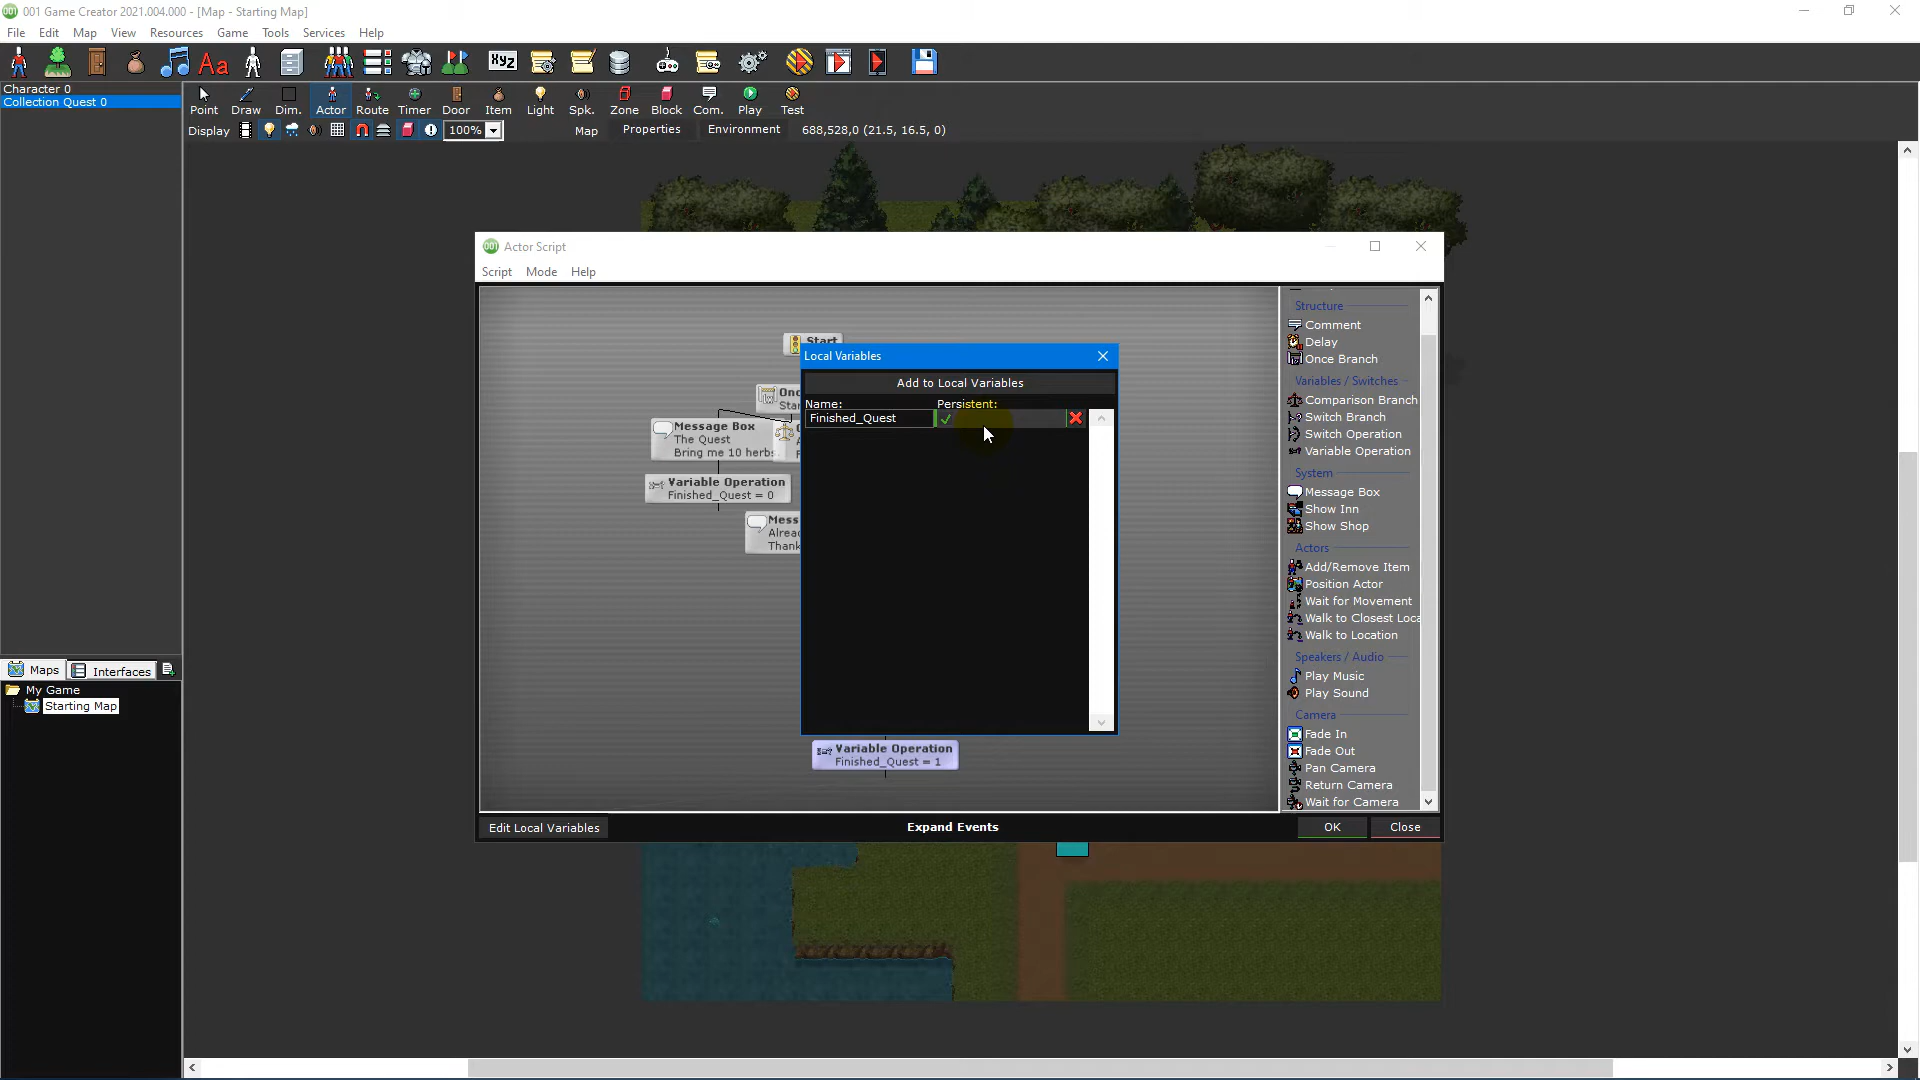 001 Game Creator 2021.004.000 - [Map - Starting Map]
File Edit Map View Resources Game Tools Services Help
Aa XYZ
Character 0
Collection Quest 0
Point Draw Dim. Actor Route Timer Door Item Light Spk. Zone Block Com. Play Test
Display 100% Map Properties Environment 688,528,0 (21.5, 16.5, 0)
001 Actor Script
Script Mode Help
Start
Message Box
The Quest
Bring me 10 herbs
Variable Operation
Finished_Quest = 0
Local Variables
Add to Local Variables
Name: Persistent:
Finished_Quest
Variable Operation
Finished_Quest = 1
Structure
Comment
Delay
Once Branch
Variables / Switches
Comparison Branch
Switch Branch
Switch Operation
Variable Operation
System
Message Box
Show Inn
Show Shop
Actors
Add/Remove Item
Position Actor
Wait for Movement
Walk to Closest Loca
Walk to Location
Speakers / Audio
Play Music
Play Sound
Camera
Fade In
Fade Out
Pan Camera
Return Camera
Wait for Camera
Edit Local Variables Expand Events OK Close
Maps Interfaces
My Game
Starting Map